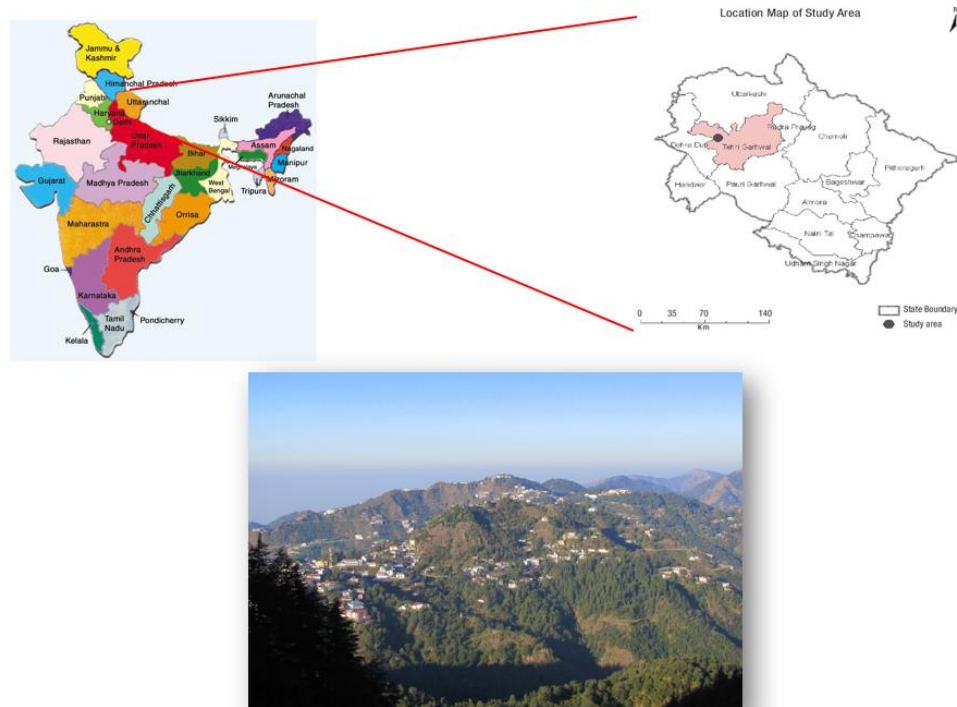 Jammu &
Kashmir
Himanchal Pradesh
Punjab
Uttaranchal
Haryana
Delhi
Rajasthan
Uttar
Pradesh
Sikkim
Arunachal
Pradesh
Assam
Nagaland
Bihar
Manipur
Jharkhand
Gujarat
Madhya Pradesh
West
Bengal
Tripura
Mizoram
Chhattisgarh
Maharastra
Orrisa
Andhra
Pradesh
Goa
Karnataka
Tamil
Nadu
Pondicherry
Kelala
Location Map of Study Area
N
Uttarkashi
Rudra Prayag
Chamoli
Tehri Garhwal
Pithoragarh
Haridwar
Pauri Garhwal
Bageshwar
Almora
Naini Tal
Udham Singh Nagar
0 35 70 140
Km
State Boundary
Study area